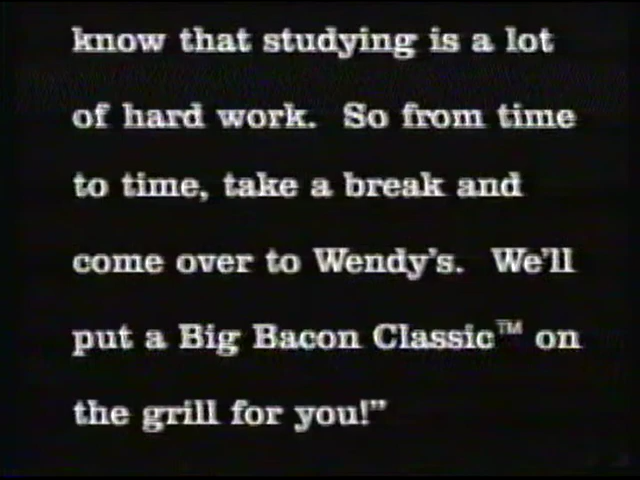 know that studying is a lot
of hard work.  So from time
to time, take a break and
come over to Wendy's.  We'll
put a Big Bacon Classic™ on
the grill for you!”